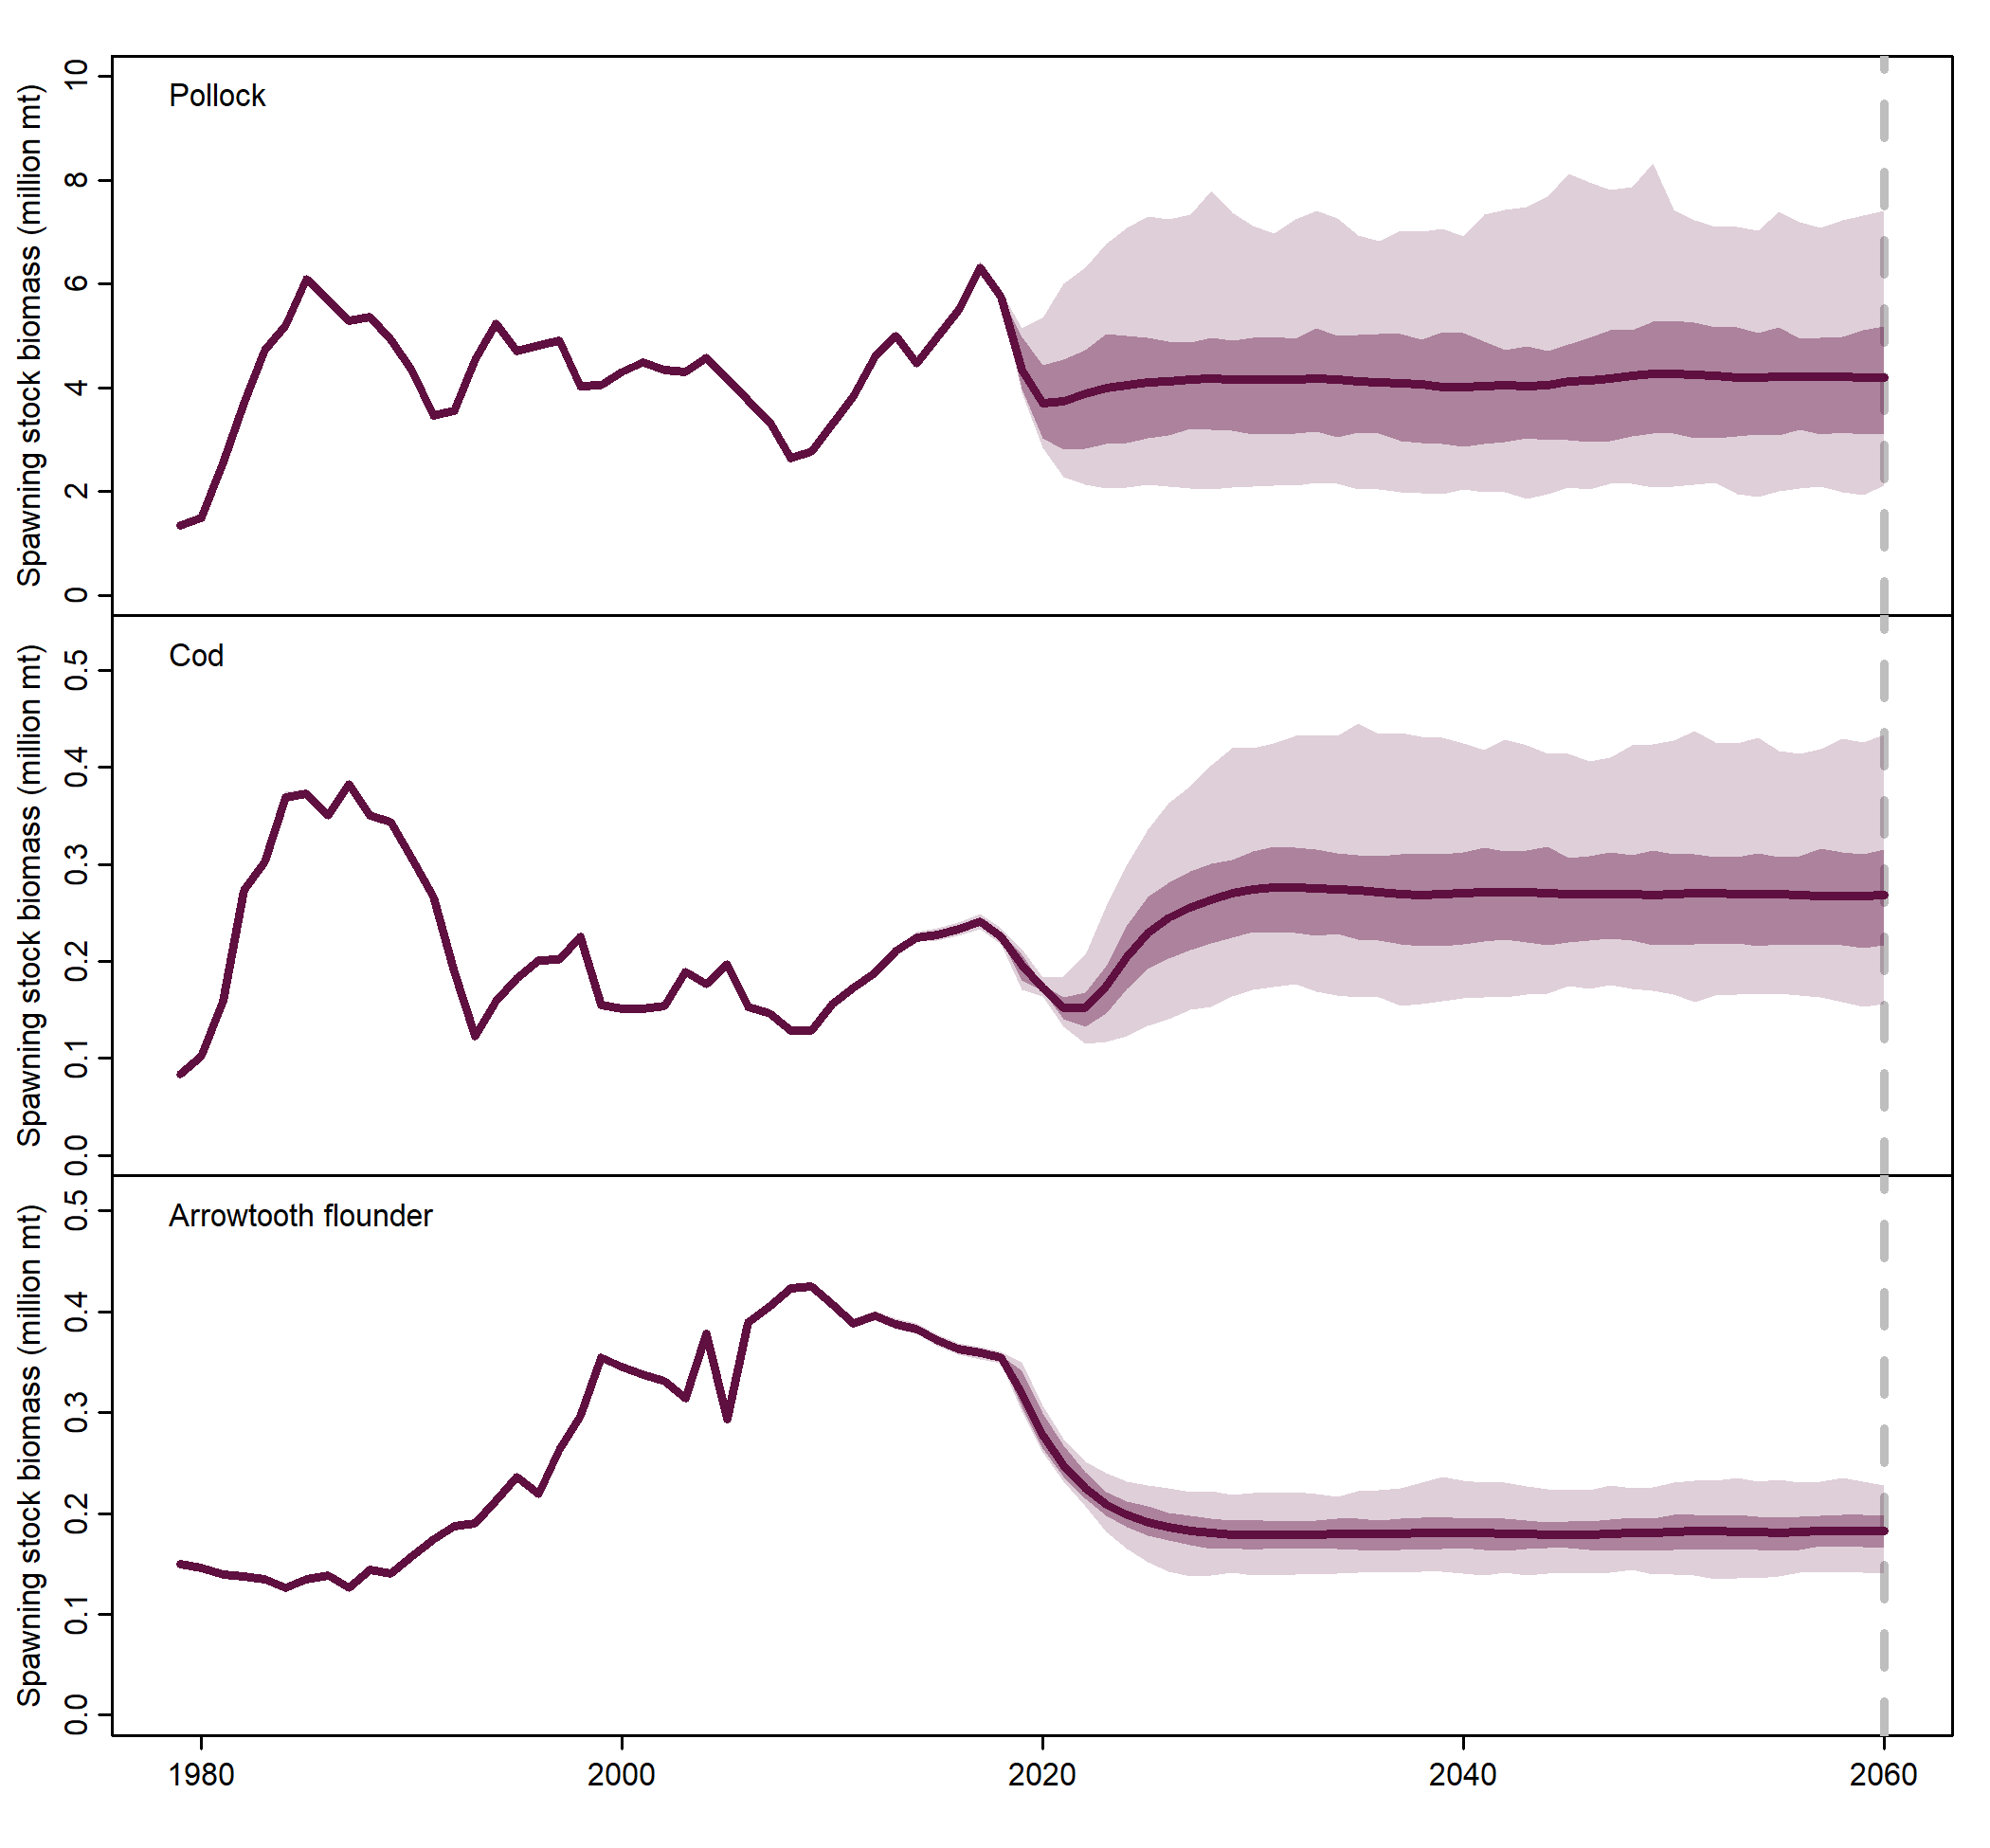 Pollock
Spawning stock biomass (million mt)
10
8
6
4
2
0
Cod
Spawning stock biomass (million mt)
0.5
0.4
0.3
0.2
0.1
0.0
Arrowtooth flounder
Spawning stock biomass (million mt)
0.5
0.4
0.3
0.2
0.1
0.0
1980 2000 2020 2040 2060